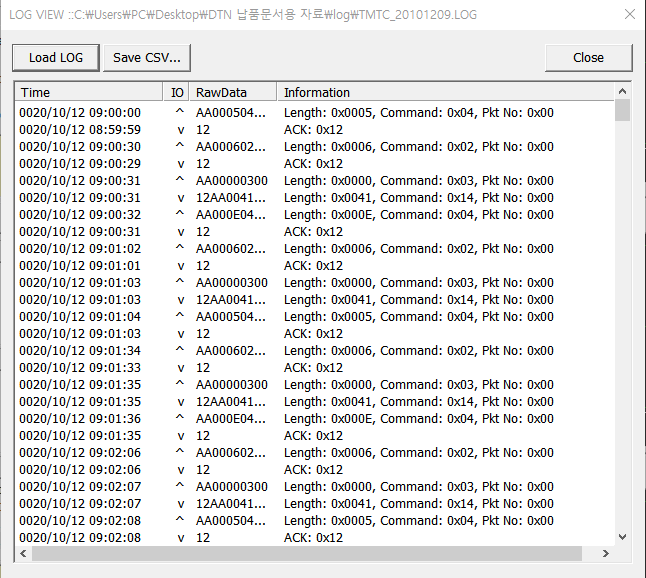 LOG VIEW ::C:₩Users₩PC₩Desktop₩DTN 납품문서용 자료₩log₩TMTC_20101209.LOG
Load LOG Save CSV... Close
Time IO RawData Information
0020/10/12 09:00:00 ^ AA000504... Length: 0x0005, Command: 0x04, Pkt No: 0x00
0020/10/12 08:59:59 v 12 ACK: 0x12
0020/10/12 09:00:30 ^ AA000602... Length: 0x0006, Command: 0x02, Pkt No: 0x00
0020/10/12 09:00:29 v 12 ACK: 0x12
0020/10/12 09:00:31 ^ AA00000300 Length: 0x0000, Command: 0x03, Pkt No: 0x00
0020/10/12 09:00:31 v 12AA0041... Length: 0x0041, Command: 0x14, Pkt No: 0x00
0020/10/12 09:00:32 ^ AA000E04... Length: 0x000E, Command: 0x04, Pkt No: 0x00
0020/10/12 09:00:31 v 12 ACK: 0x12
0020/10/12 09:01:02 ^ AA000602... Length: 0x0006, Command: 0x02, Pkt No: 0x00
0020/10/12 09:01:01 v 12 ACK: 0x12
0020/10/12 09:01:03 ^ AA00000300 Length: 0x0000, Command: 0x03, Pkt No: 0x00
0020/10/12 09:01:03 v 12AA0041... Length: 0x0041, Command: 0x14, Pkt No: 0x00
0020/10/12 09:01:04 ^ AA000504... Length: 0x0005, Command: 0x04, Pkt No: 0x00
0020/10/12 09:01:03 v 12 ACK: 0x12
0020/10/12 09:01:34 ^ AA000602... Length: 0x0006, Command: 0x02, Pkt No: 0x00
0020/10/12 09:01:33 v 12 ACK: 0x12
0020/10/12 09:01:35 ^ AA00000300 Length: 0x0000, Command: 0x03, Pkt No: 0x00
0020/10/12 09:01:35 v 12AA0041... Length: 0x0041, Command: 0x14, Pkt No: 0x00
0020/10/12 09:01:36 ^ AA000E04... Length: 0x000E, Command: 0x04, Pkt No: 0x00
0020/10/12 09:01:35 v 12 ACK: 0x12
0020/10/12 09:02:06 ^ AA000602... Length: 0x0006, Command: 0x02, Pkt No: 0x00
0020/10/12 09:02:06 v 12 ACK: 0x12
0020/10/12 09:02:07 ^ AA00000300 Length: 0x0000, Command: 0x03, Pkt No: 0x00
0020/10/12 09:02:07 v 12AA0041... Length: 0x0041, Command: 0x14, Pkt No: 0x00
0020/10/12 09:02:08 ^ AA000504... Length: 0x0005, Command: 0x04, Pkt No: 0x00
0020/10/12 09:02:08 v 12 ACK: 0x12